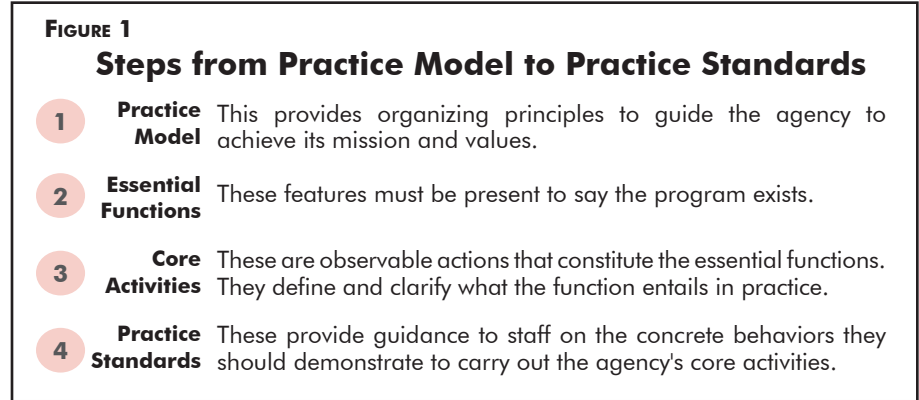 FIGURE 1
Steps from Practice Model to Practice Standards
1 Practice Model This provides organizing principles to guide the agency to
achieve its mission and values.
2 Essential Functions These features must be present to say the program exists.
3 Core Activities These are observable actions that constitute the essential functions.
They define and clarify what the function entails in practice.
4 Practice Standards These provide guidance to staff on the concrete behaviors they
should demonstrate to carry out the agency's core activities.